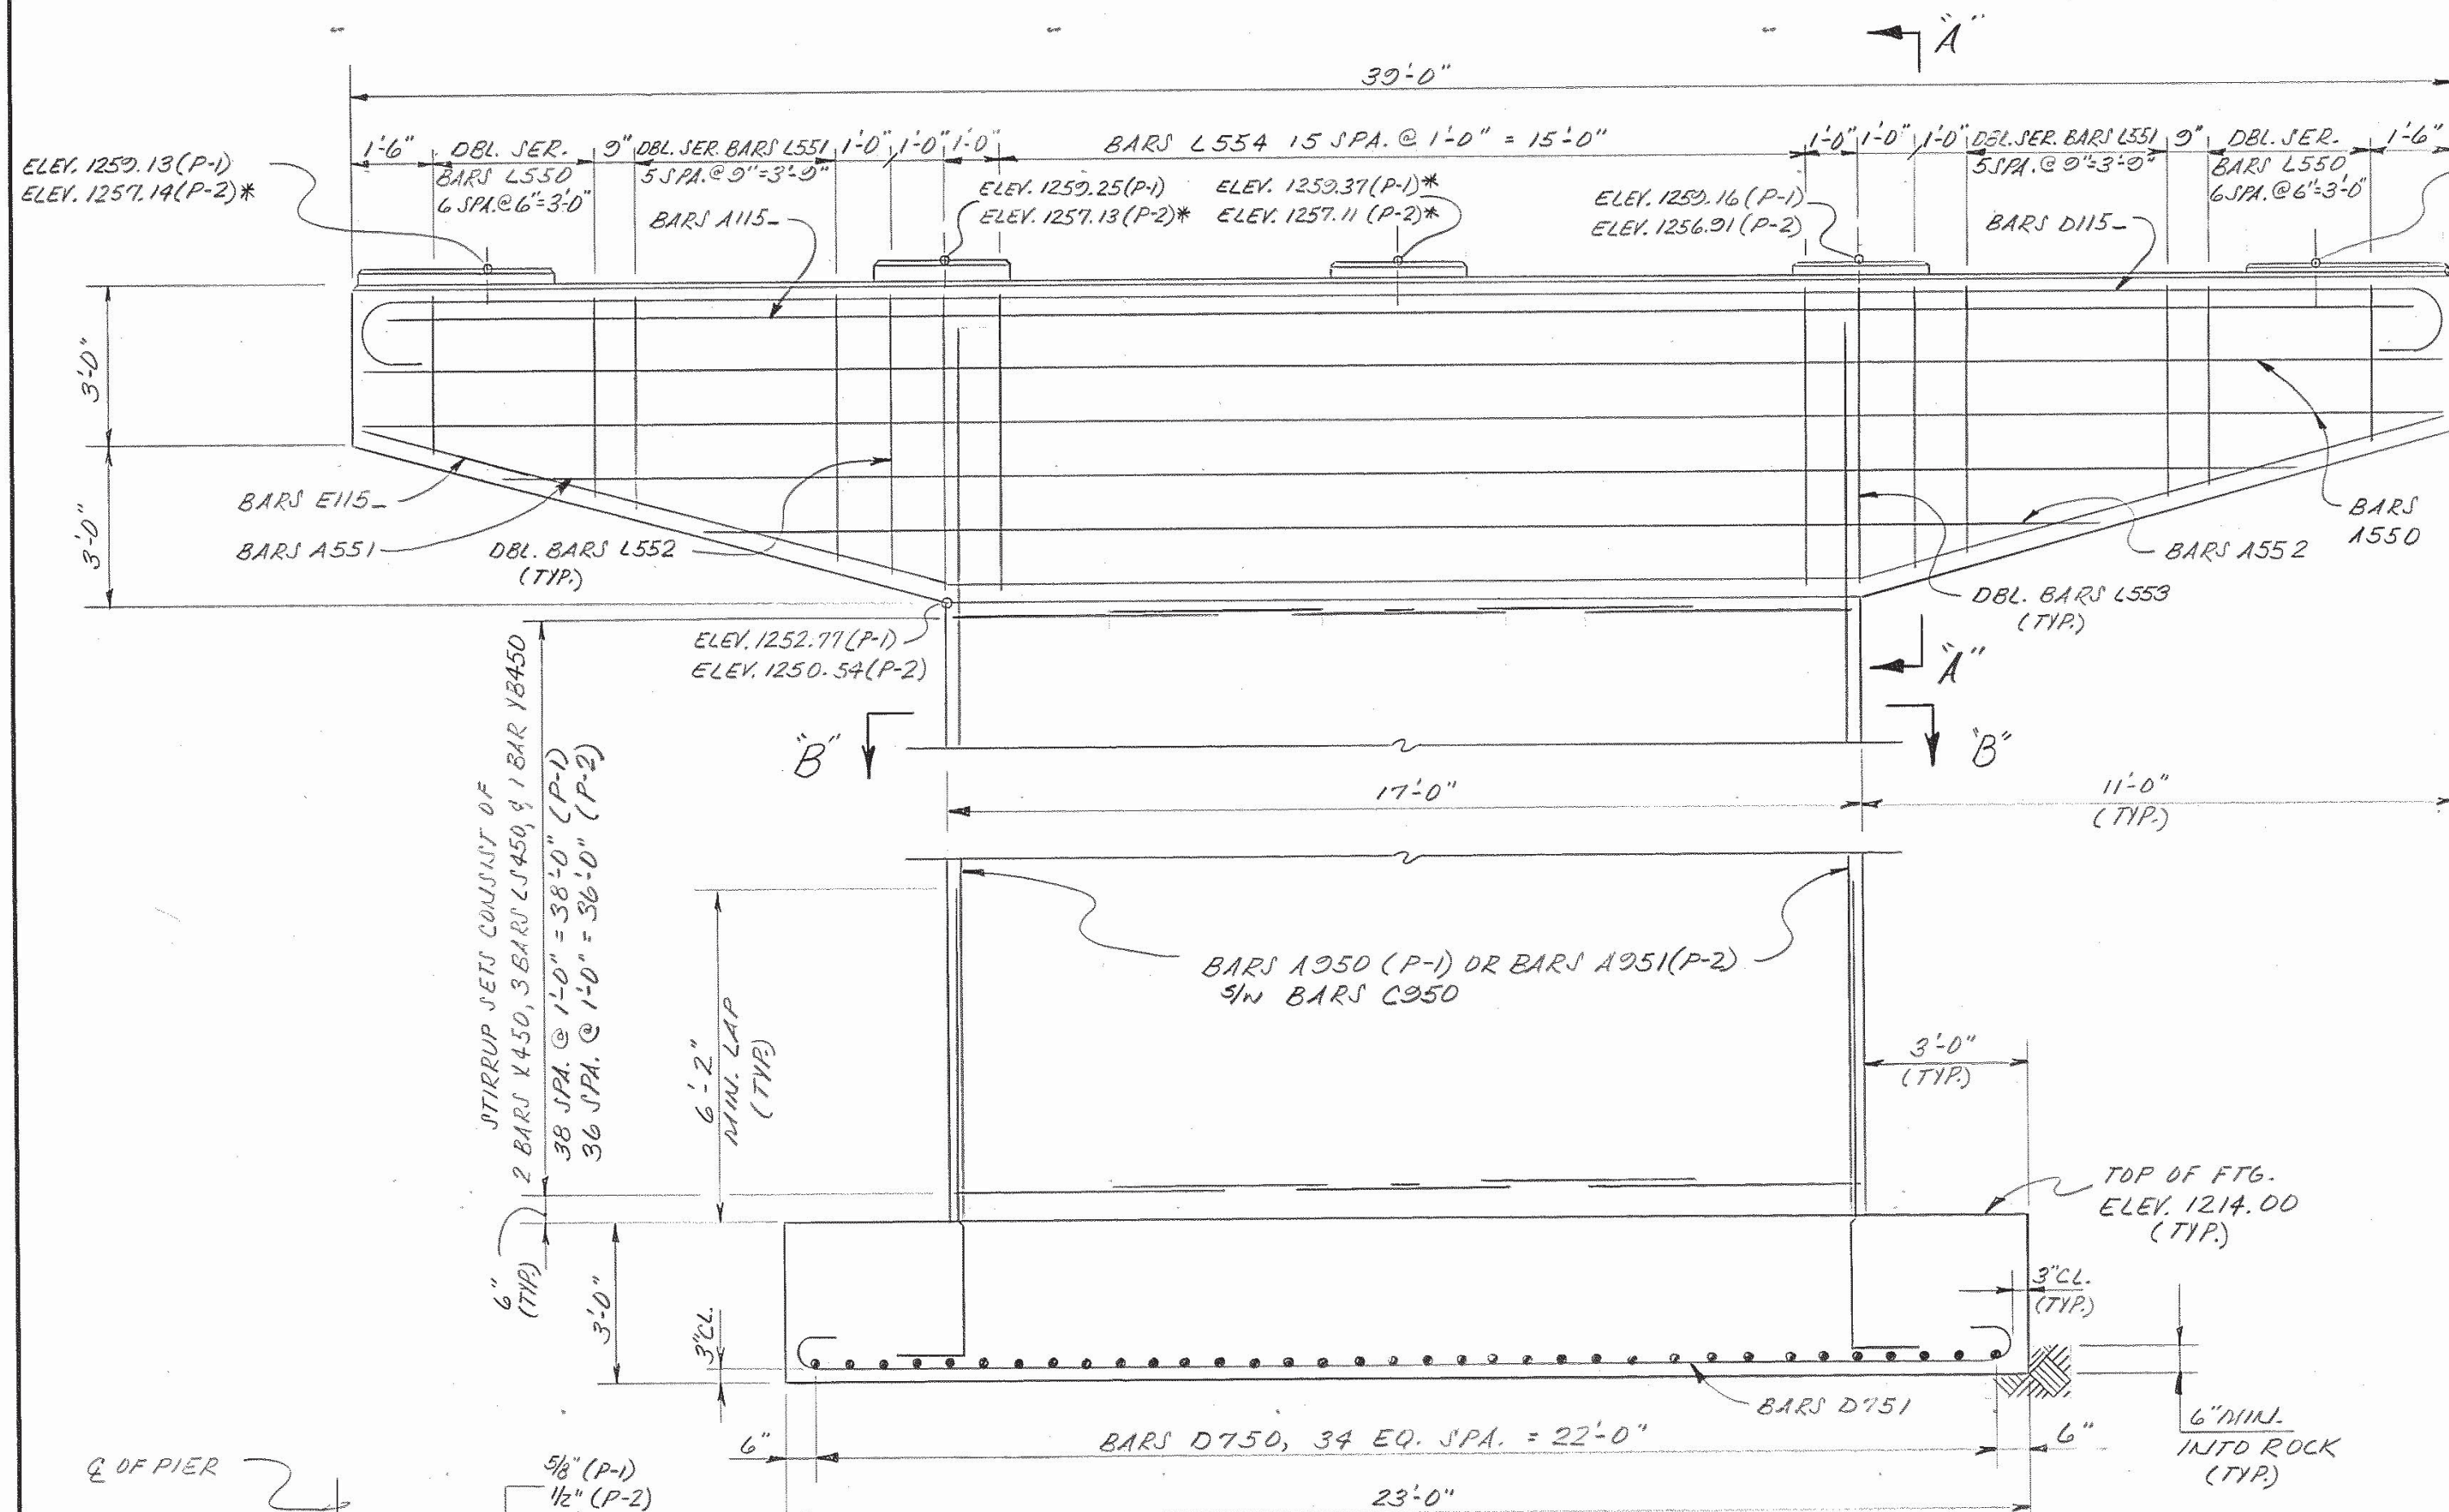 "A"
39'-0"
1'-6"
DBL. SER.
BARS L550
6 SPA.@6"=3'-0"
9"
DBL. SER. BARS L551
5 SPA.@9"=3'-9"
1'-0"
1'-0"
1'-0"
BARS L554 15 SPA. @ 1'-0" = 15'-0"
1'-0"
1'-0"
1'-0"
DBL. SER. BARS L551
5 SPA.@9"=3'-9"
9"
DBL. SER.
BARS L550
6 SPA.@6"=3'-0"
1'-6"
ELEV. 1259.13(P-1)
ELEV. 1257.14(P-2)*
ELEV. 1259.25(P-1)
ELEV. 1257.13(P-2)*
ELEV. 1259.37(P-1)*
ELEV. 1257.11 (P-2)*
ELEV. 1259.16(P-1)
ELEV. 1256.91(P-2)
BARS A115_
BARS D115_
3'-0"
3'-0"
BARS E115_
BARS A551
DBL. BARS L552
(TYP.)
BARS
A550
BARS A552
DBL. BARS L553
(TYP.)
ELEV. 1252.77(P-1)
ELEV. 1250.54(P-2)
"A"
"B"
"B"
17'-0"
11'-0"
(TYP.)
STIRRUP SETS CONSIST OF
2 BARS K450, 3 BARS LS450, & 1 BAR YB450
38 SPA. @ 1'-0" = 38'-0" (P-1)
36 SPA. @ 1'-0" = 36'-0" (P-2)
6'-2"
MIN. LAP
(TYP.)
BARS A950 (P-1) OR BARS A951(P-2)
S/W BARS C950
3'-0"
(TYP.)
TOP OF FTG.
ELEV. 1214.00
(TYP.)
6"
(TYP.)
3'-0"
3"CL.
3"CL.
(TYP.)
BARS D751
6"
BARS D750, 34 EQ. SPA. = 22'-0"
6"
6"MIN.
INTO ROCK
(TYP.)
℄ OF PIER
5/8" (P-1)
1/2" (P-2)
23'-0"